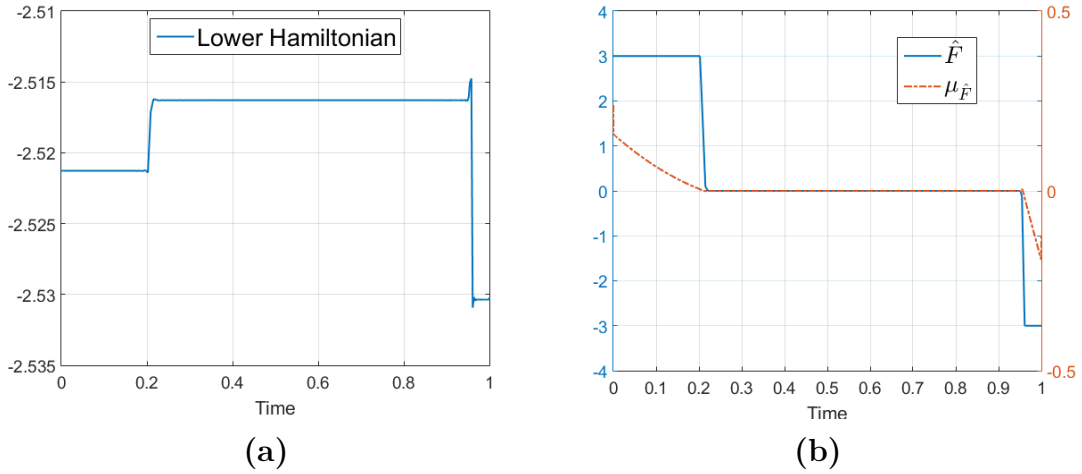 -2.51
-2.515
-2.52
-2.525
-2.53
-2.535
0 0.2 0.4 0.6 0.8 1
Time
Lower Hamiltonian
(a)
4
3
2
1
0
-1
-2
-3
-4
0 0.1 0.2 0.3 0.4 0.5 0.6 0.7 0.8 0.9 1
Time
0.5
0
-0.5
F̂
μ_F̂
(b)